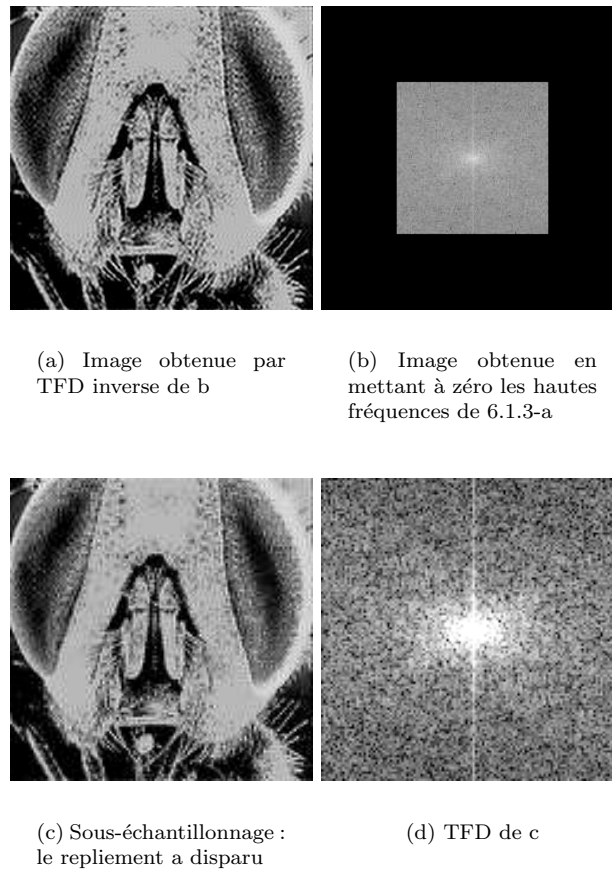 (a) Image obtenue par
TFD inverse de b
(b) Image obtenue en
mettant à zéro les hautes
fréquences de 6.1.3-a
(c) Sous-échantillonnage :
le repliement a disparu
(d) TFD de c